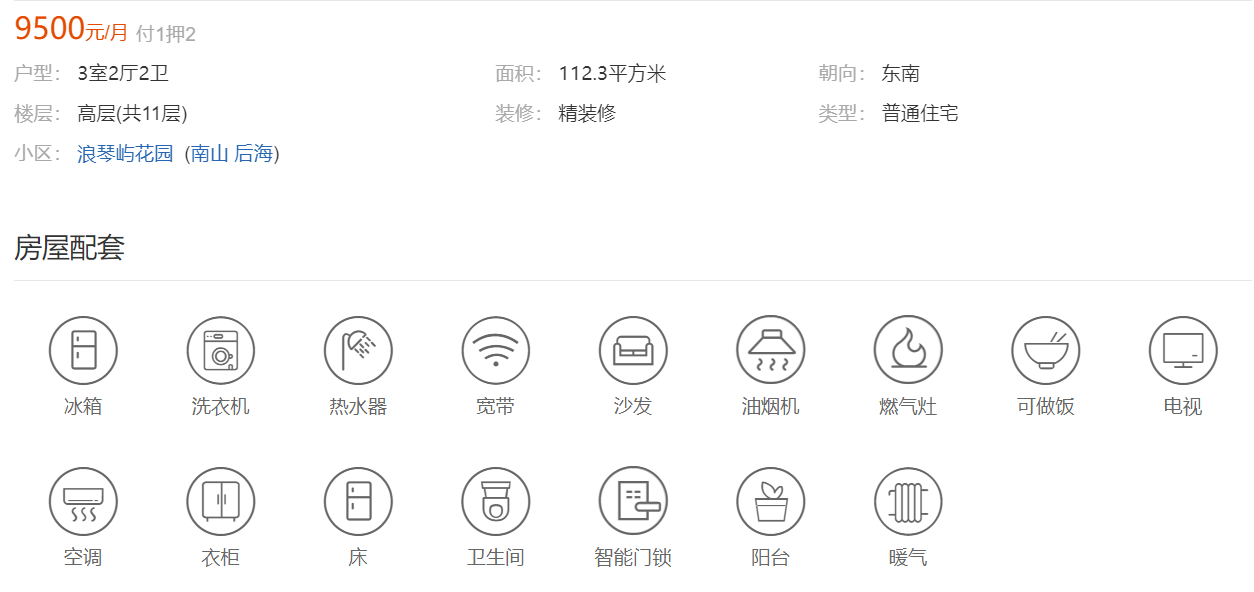 9500元/月 付1押2
户型： 3室2厅2卫 面积： 112.3平方米 朝向： 东南
楼层： 高层(共11层) 装修： 精装修 类型： 普通住宅
小区： 浪琴屿花园 (南山 后海)
房屋配套
冰箱 洗衣机 热水器 宽带 沙发 油烟机 燃气灶 可做饭 电视
空调 衣柜 床 卫生间 智能门锁 阳台 暖气